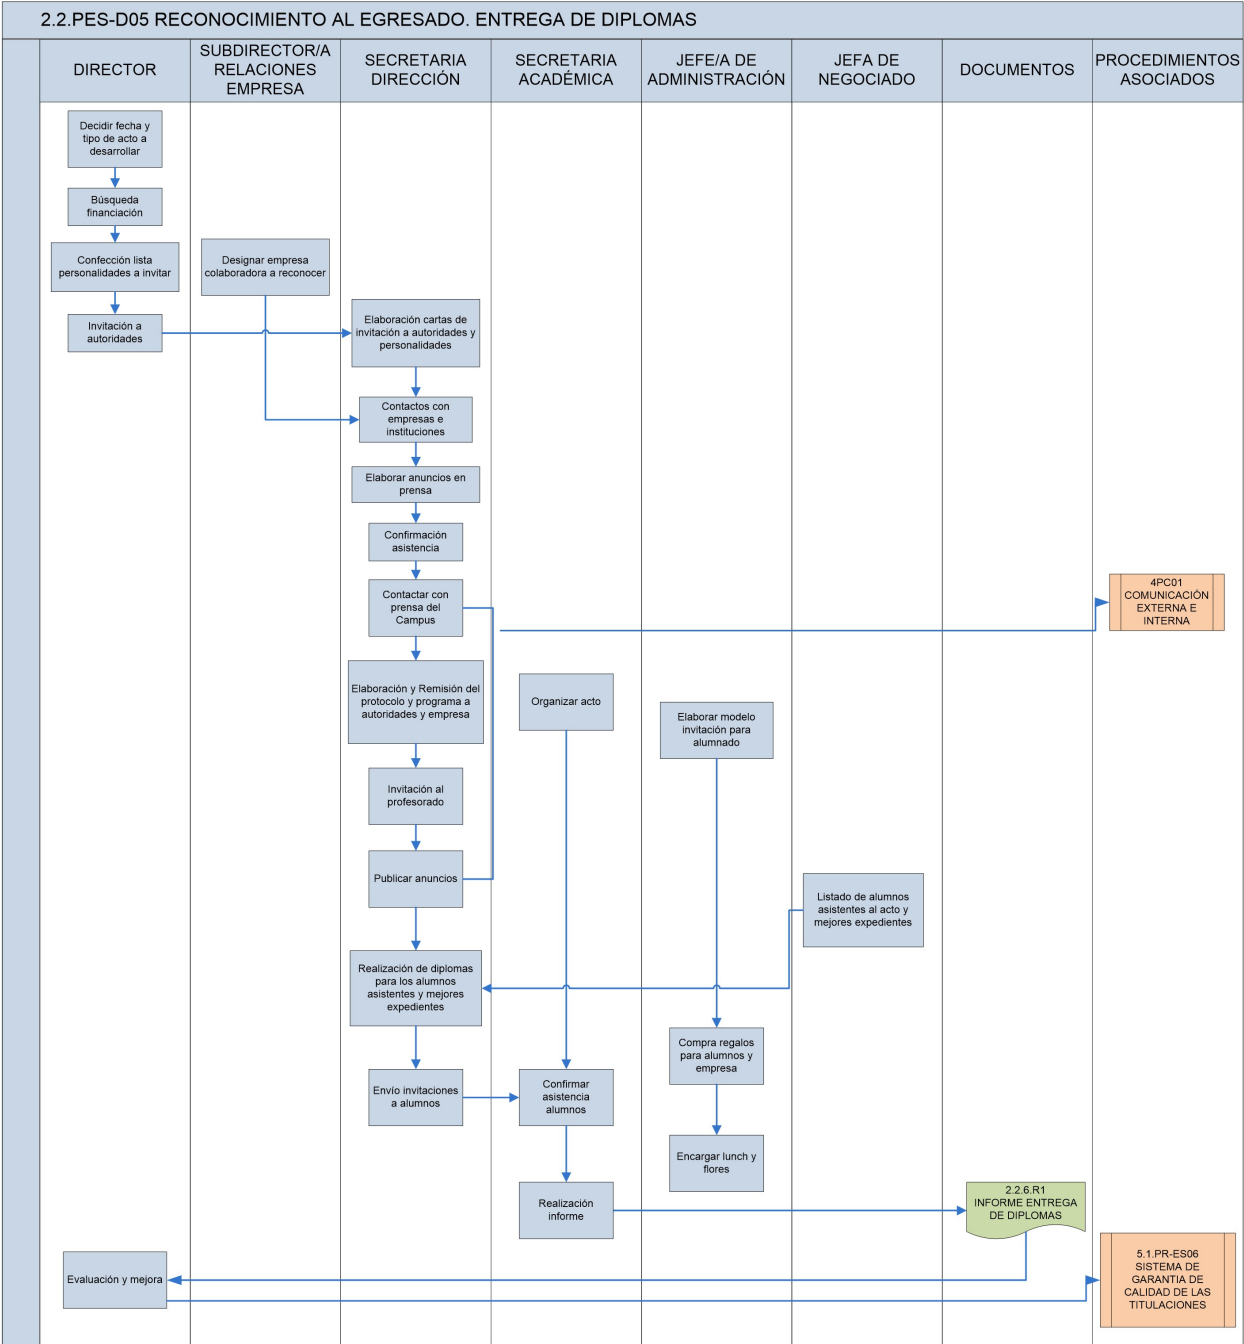 2.2.PES-D05 RECONOCIMIENTO AL EGRESADO. ENTREGA DE DIPLOMAS
DIRECTOR
SUBDIRECTOR/A
RELACIONES
EMPRESA
SECRETARIA
DIRECCIÓN
SECRETARIA
ACADÉMICA
JEFE/A DE
ADMINISTRACIÓN
JEFA DE
NEGOCIADO
DOCUMENTOS
PROCEDIMIENTOS
ASOCIADOS
Decidir fecha y
tipo de acto a
desarrollar
Búsqueda
financiación
Confección lista
personalidades a invitar
Designar empresa
colaboradora a reconocer
Invitación a
autoridades
Elaboración cartas de
invitación a autoridades y
personalidades
Contactos con
empresas e
instituciones
Elaborar anuncios en
prensa
Confirmación
asistencia
Contactar con
prensa del
Campus
4PC01
COMUNICACIÓN
EXTERNA E
INTERNA
Elaboración y Remisión del
protocolo y programa a
autoridades y empresa
Organizar acto
Elaborar modelo
invitación para
alumnado
Invitación al
profesorado
Publicar anuncios
Listado de alumnos
asistentes al acto y
mejores expedientes
Realización de diplomas
para los alumnos
asistentes y mejores
expedientes
Compra regalos
para alumnos y
empresa
Envío invitaciones
a alumnos
Confirmar
asistencia
alumnos
Encargar lunch y
flores
Realización
informe
2.2.6.R1
INFORME ENTREGA
DE DIPLOMAS
Evaluación y mejora
5.1.PR-ES06
SISTEMA DE
GARANTIA DE
CALIDAD DE LAS
TITULACIONES